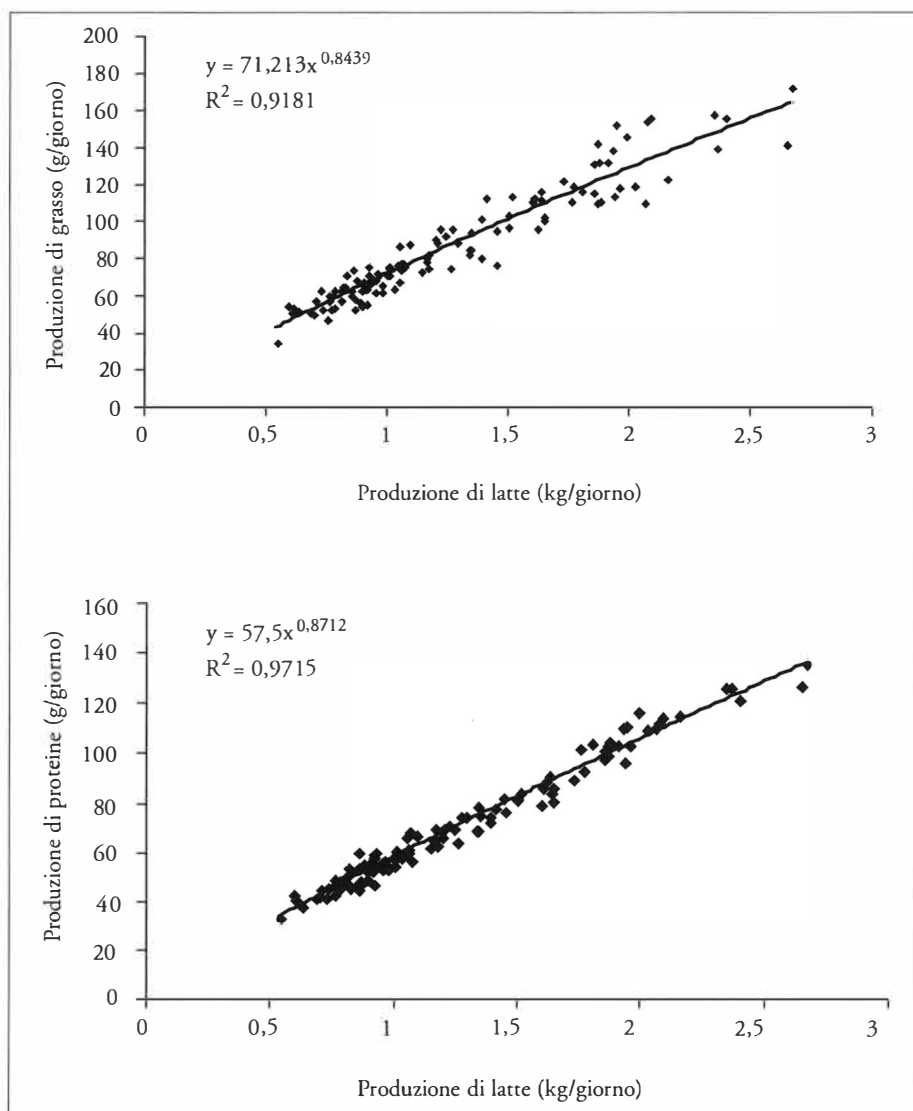 y = 71,213x^0,8439
R² = 0,9181
Produzione di grasso (g/giorno)
200
180
160
140
120
100
80
60
40
20
0
0 0,5 1 1,5 2 2,5 3
Produzione di latte (kg/giorno)
y = 57,5x^0,8712
R² = 0,9715
Produzione di proteine (g/giorno)
160
140
120
100
80
60
40
20
0
0 0,5 1 1,5 2 2,5 3
Produzione di latte (kg/giorno)